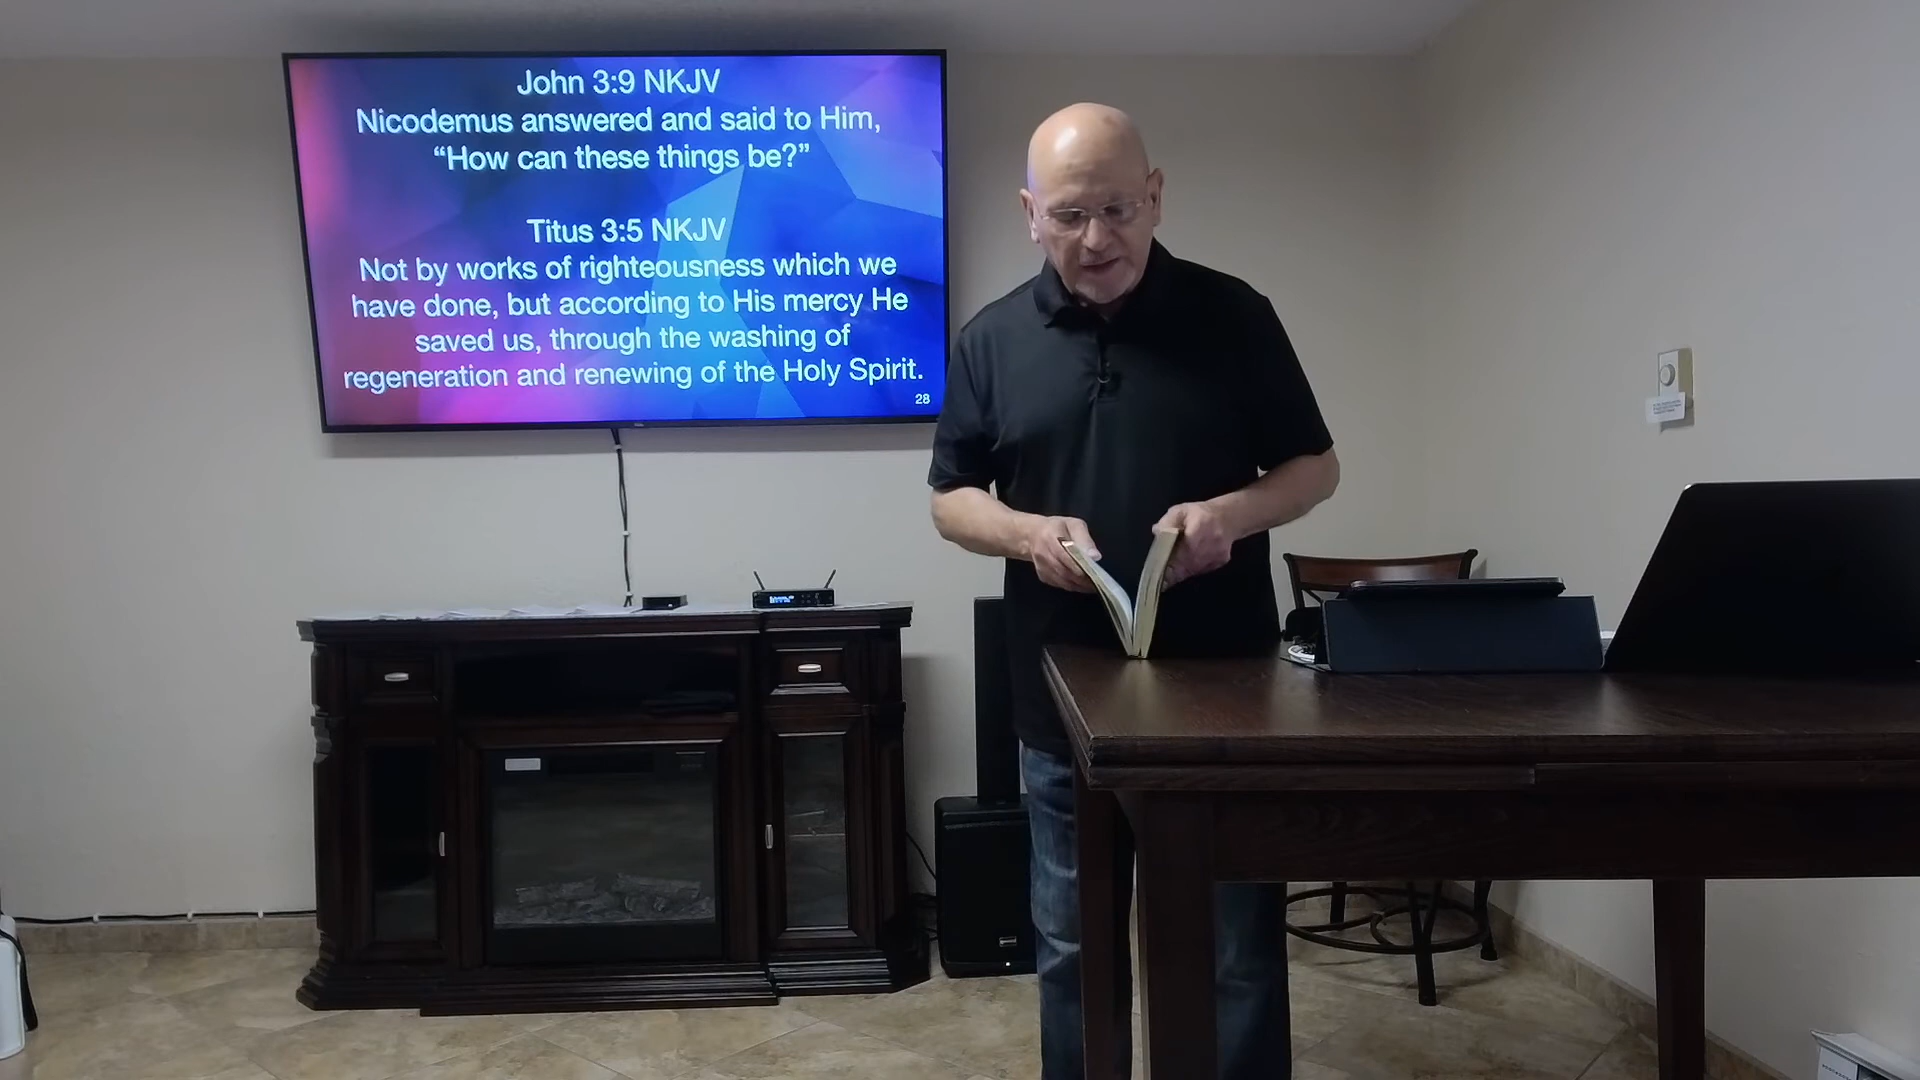 John 3:9 NKJV
Nicodemus answered and said to Him,
“How can these things be?”
Titus 3:5 NKJV
Not by works of righteousness which we
have done, but according to His mercy He
saved us, through the washing of
regeneration and renewing of the Holy Spirit.
28